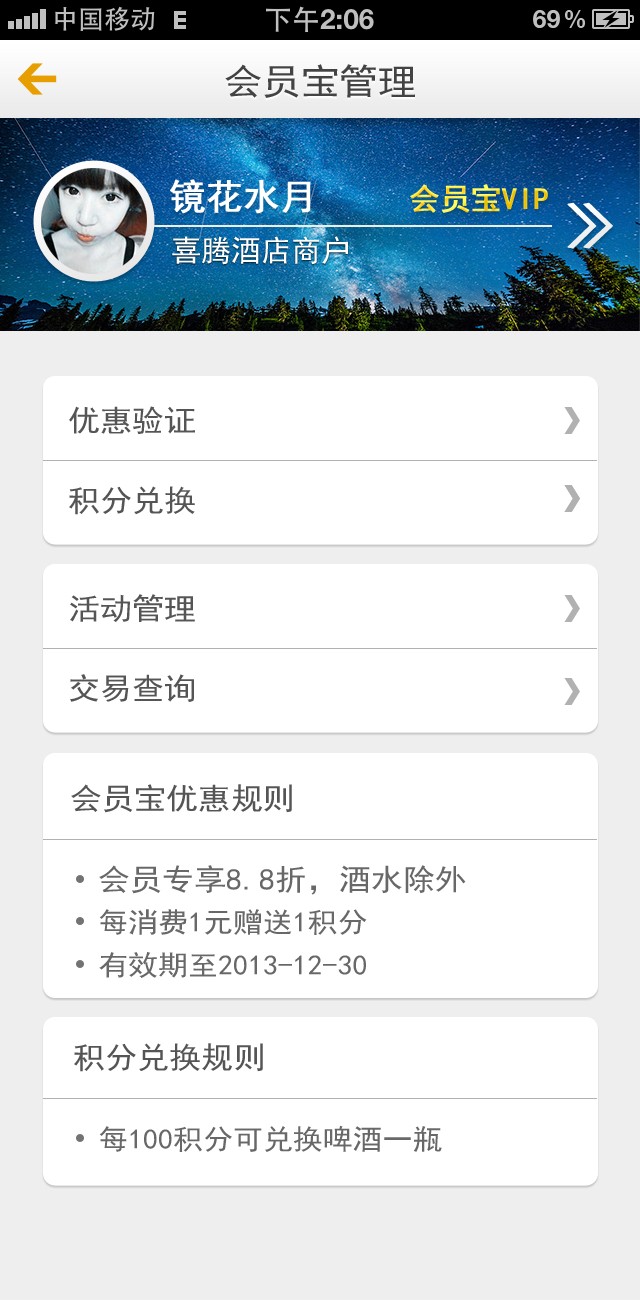 中国移动 E 下午2:06 69%
会员宝管理
镜花水月 会员宝VIP
喜腾酒店商户
优惠验证
积分兑换
活动管理
交易查询
会员宝优惠规则
• 会员专享8.8折，酒水除外
• 每消费1元赠送1积分
• 有效期至2013-12-30
积分兑换规则
• 每100积分可兑换啤酒一瓶